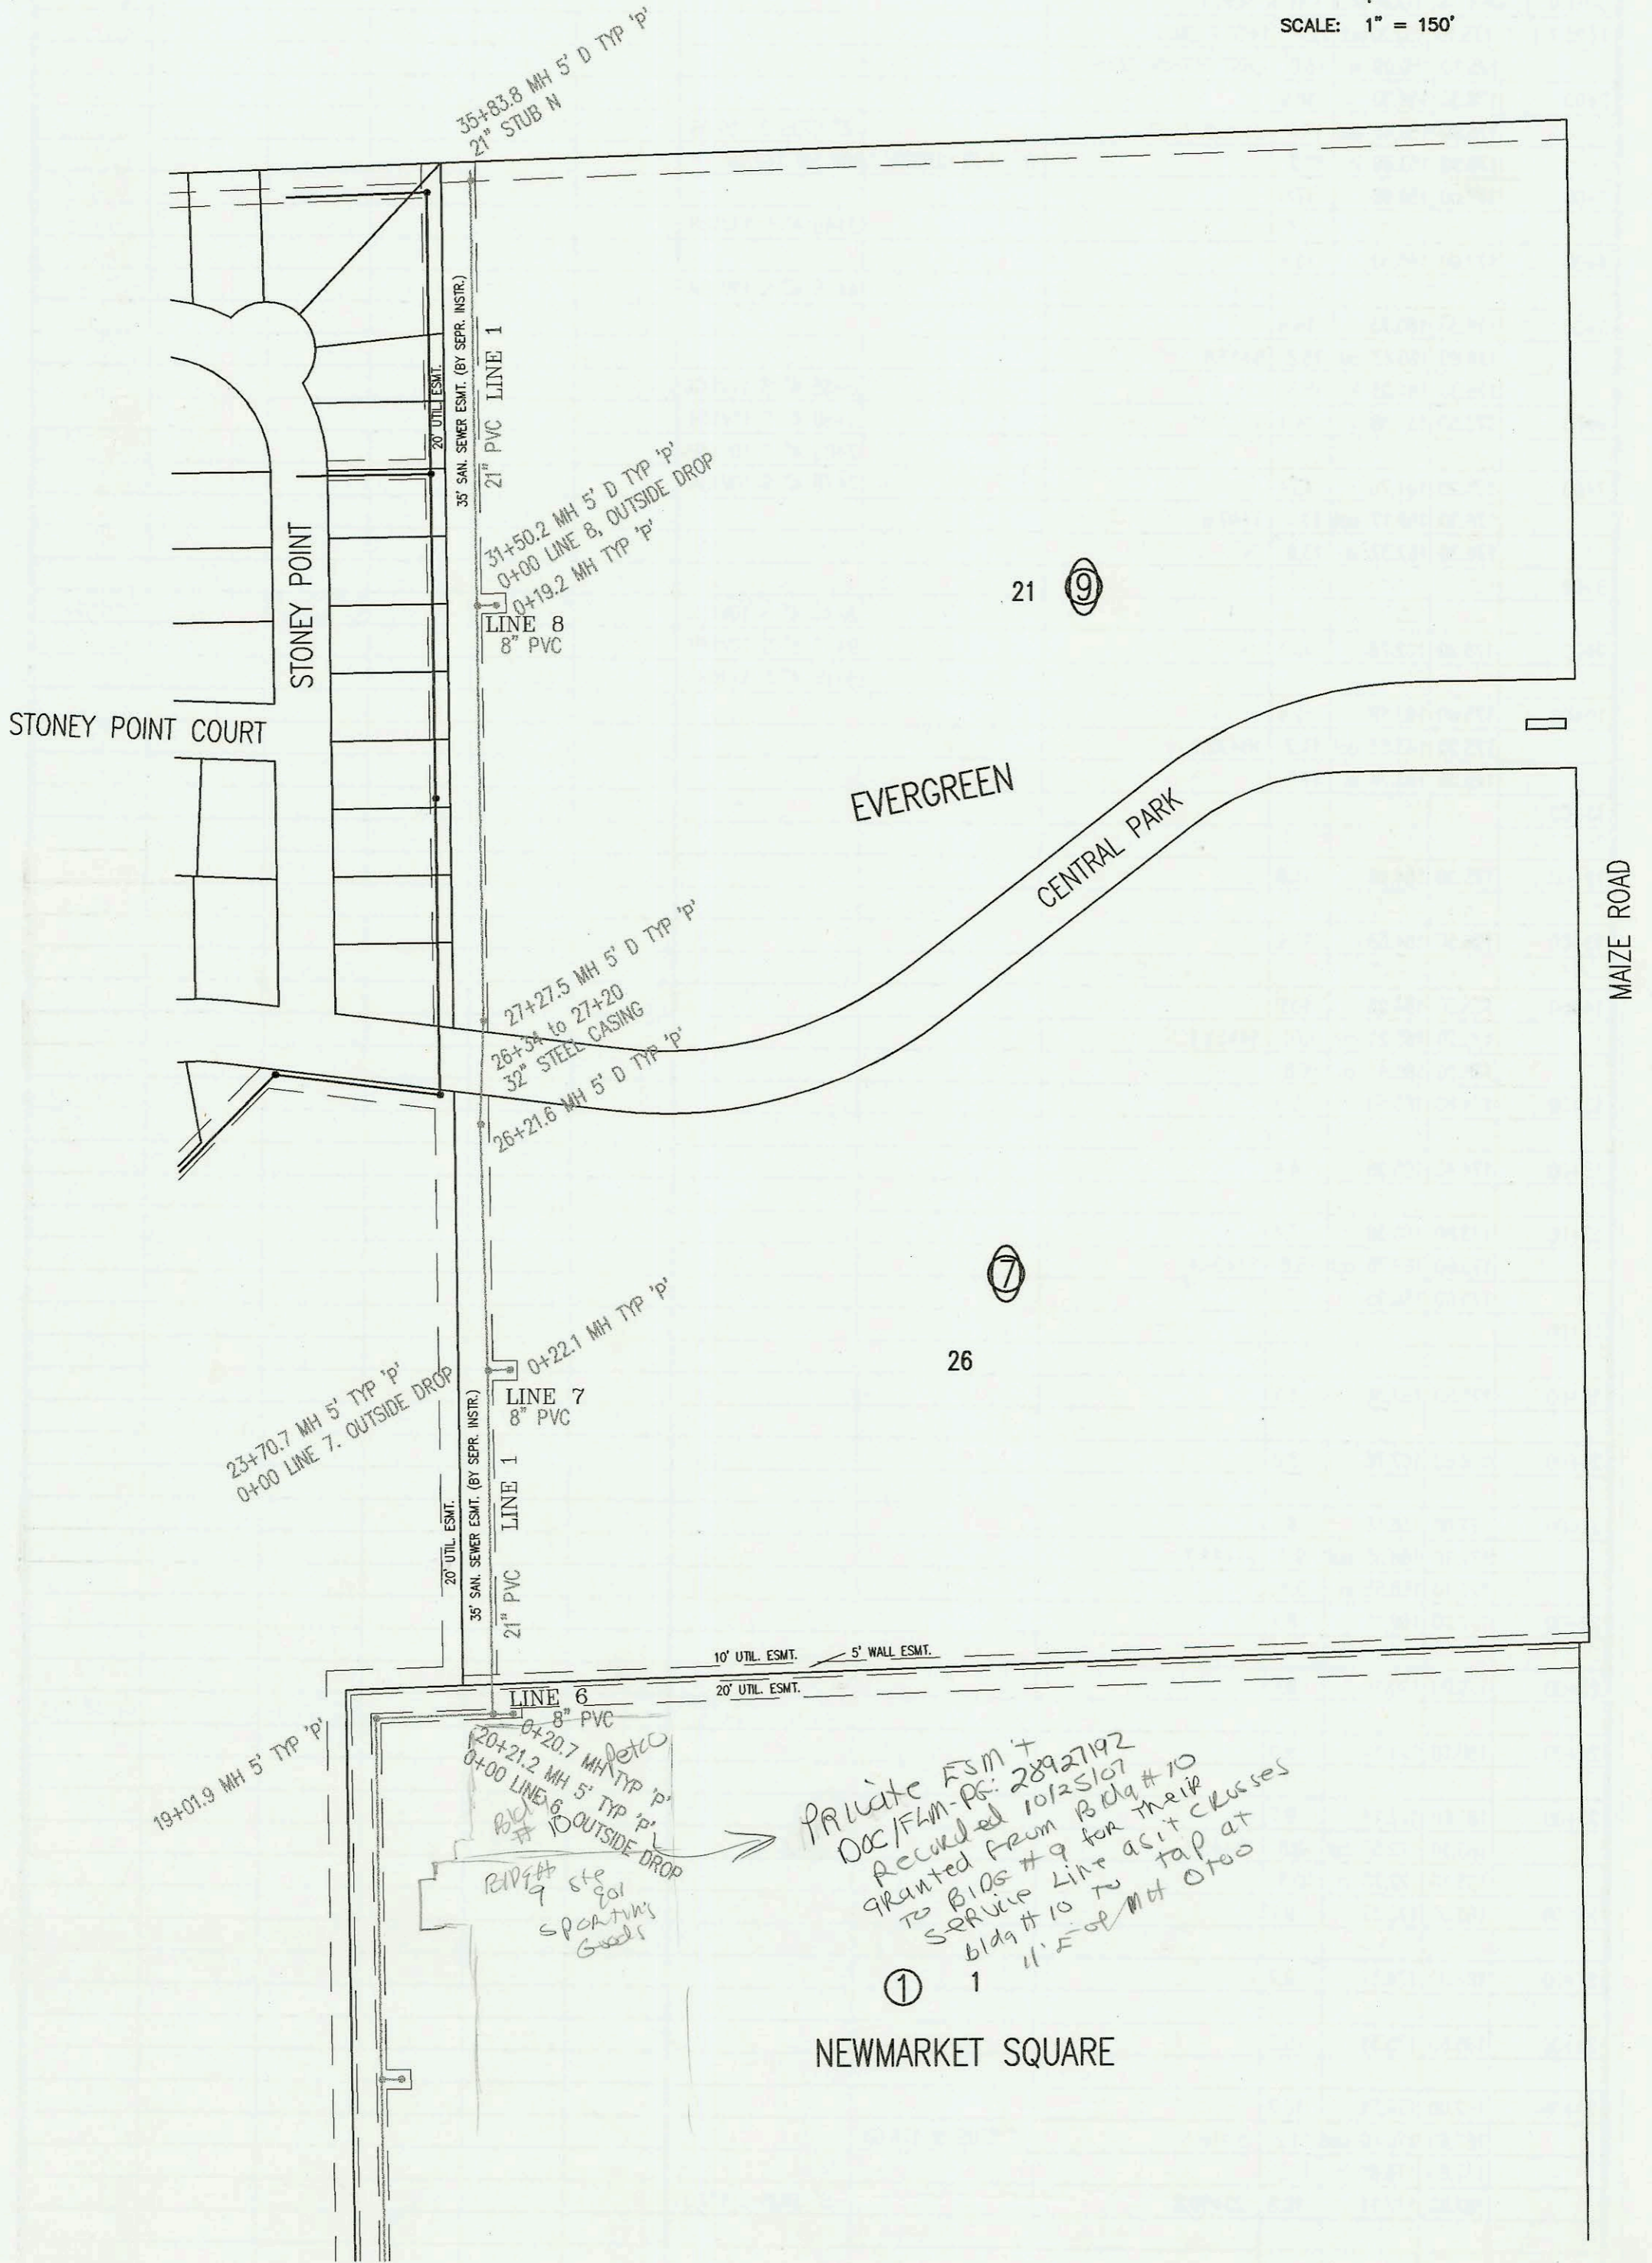 SCALE: 1" = 150'
35+83.8 MH 5' D TYP 'p'
21" STUB N
35' SAN. SEWER ESMT. (BY SEPR. INSTR.)
20' UTIL. ESMT.
21" PVC LINE 1
31+50.2 MH 5' D TYP 'p'
0+00 LINE 8, OUTSIDE DROP
0+19.2 MH TYP 'p'
LINE 8
8" PVC
STONEY POINT
STONEY POINT COURT
21 9
EVERGREEN
CENTRAL PARK
MAIZE ROAD
27+27.5 MH 5' D TYP 'p'
26+34 to 27+20
32" STEEL CASING
26+21.6 MH 5' D TYP 'p'
7
26
0+22.1 MH TYP 'p'
LINE 7
8" PVC
23+70.7 MH 5' TYP 'p'
0+00 LINE 7. OUTSIDE DROP
20' UTIL. ESMT.
35' SAN. SEWER ESMT. (BY SEPR. INSTR.)
21" PVC LINE 1
10' UTIL. ESMT. 5' WALL ESMT.
20' UTIL. ESMT.
LINE 6
8" PVC
0+20.7 MH TYP 'p'
20+21.2 MH 5' TYP 'p'
0+00 LINE 6, OUTSIDE DROP
19+01.9 MH 5' TYP 'p'
Petco
Bld
# 10
BlDG#
9 Ste
901
Sporting
Goods
Private ESM't
DOC/FLM-PG: 28927192
Recorded 10/25/07
granted from Bldg # 10
to BlDG # 9 for their
Service Line as it crosses
bldg # 10 to tap at
11' E of MH 0+00
1 1
NEWMARKET SQUARE